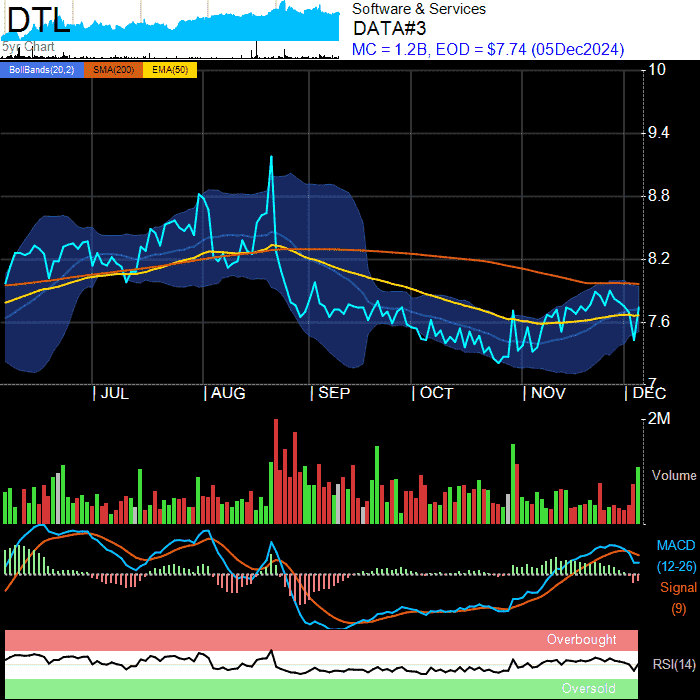 DTL
5yr Chart
Software & Services
DATA#3
MC = 1.2B, EOD = $7.74 (05Dec2024)
BollBands(20,2) SMA(200) EMA(50)
10
9.4
8.8
8.2
7.6
7
JUL AUG SEP OCT NOV DEC
2M
Volume
MACD
(12-26)
Signal
(9)
Overbought
RSI(14)
Oversold